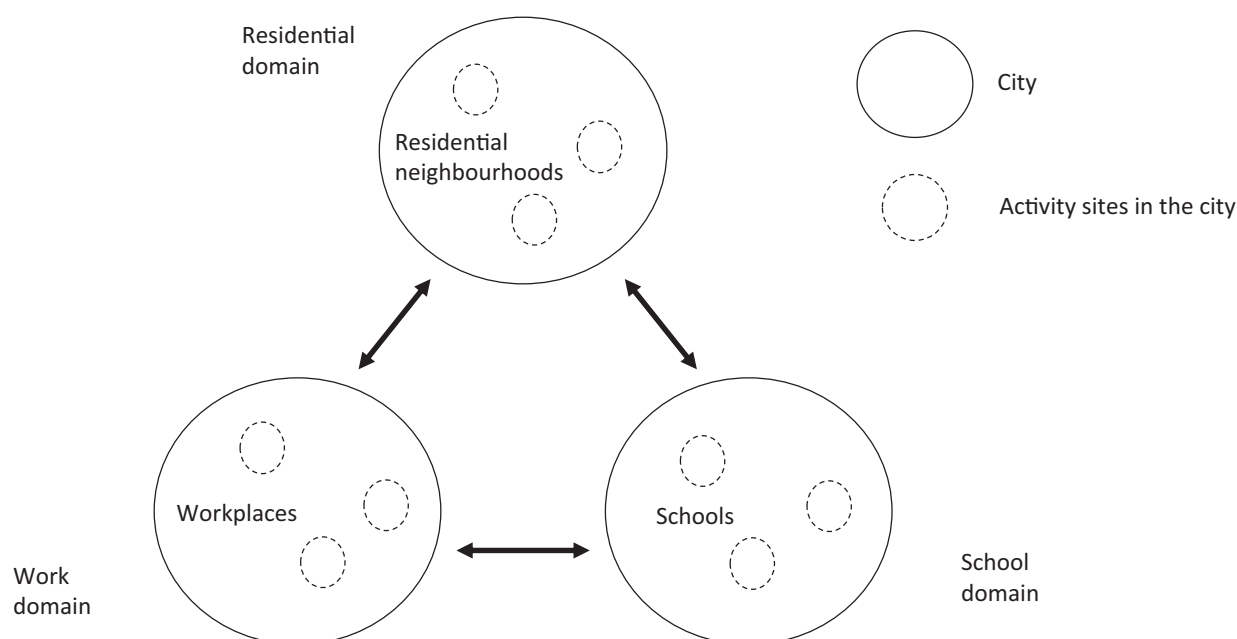 Residential
domain
City
Residential
neighbourhoods
Activity sites in the city
Workplaces
Schools
Work
domain
School
domain